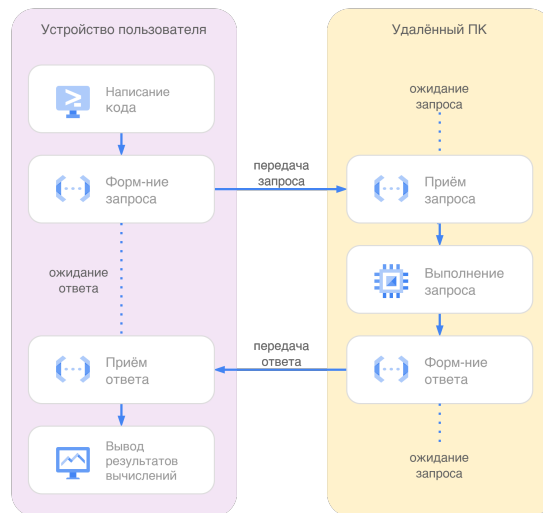 Устройство пользователя
Написание
кода
Форм-ние
запроса
ожидание
ответа
Приём
ответа
Вывод
результатов
вычислений
передача
запроса
передача
ответа
Удалённый ПК
ожидание
запроса
Приём
запроса
Выполнение
запроса
Форм-ние
ответа
ожидание
запроса